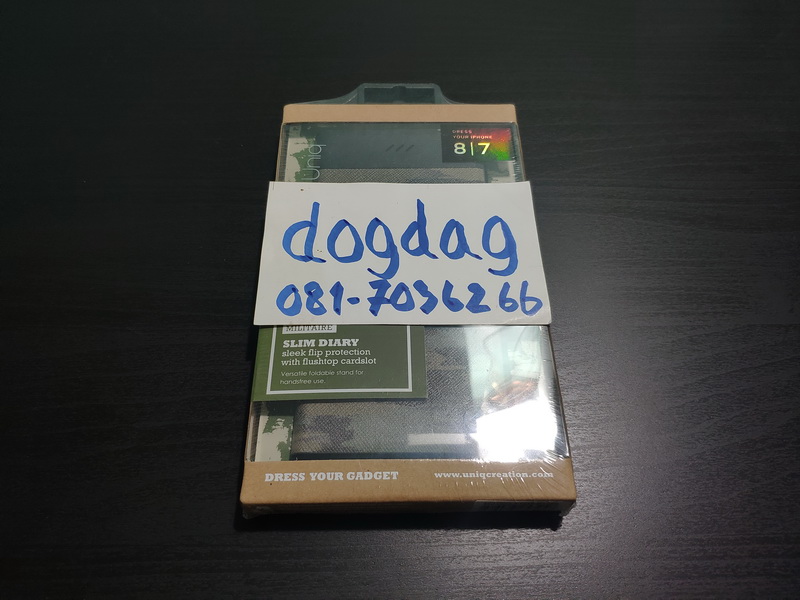 uniq
DRESS
YOUR IPHONE
8|7
dogdag
081-7036266
MILITAIRE
SLIM DIARY
sleek flip protection
with flushtop cardslot
Versatile foldable stand for
handsfree use.
DRESS YOUR GADGET
www.uniqcreation.com